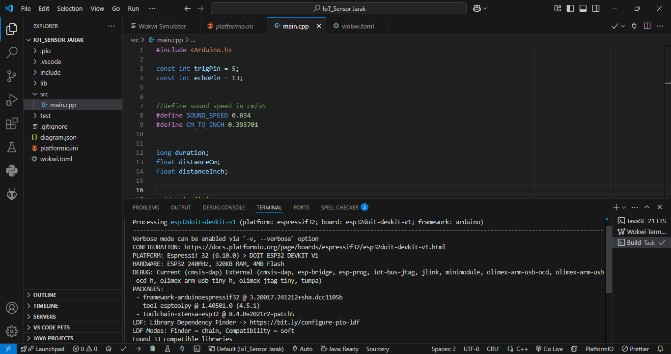 File Edit Selection View Go Run ···
IoT_Sensor Jarak
EXPLORER ···
IOT_SENSOR JARAK
.pio
.vscode
include
lib
src
main.cpp
test
.gitignore
diagram.json
platformio.ini
wokwi.toml
OUTLINE
TIMELINE
SERVERS
VS CODE PETS
JAVA PROJECTS
Wokwi Simulator
platformio.ini
main.cpp
wokwi.toml
src > main.cpp > ...
1 #include <Arduino.h>
2
3 const int trigPin = 5;
4 const int echoPin = 13;
5
6
7 //define sound speed in cm/uS
8 #define SOUND_SPEED 0.034
9 #define CM_TO_INCH 0.393701
10
11
12 long duration;
13 float distanceCm;
14 float distanceInch;
15
16
PROBLEMS OUTPUT DEBUG CONSOLE TERMINAL PORTS SPELL CHECKER 3
Processing esp32doit-devkit-v1 (platform: espressif32; board: esp32doit-devkit-v1; framework: arduino)
Verbose mode can be enabled via `-v, --verbose` option
CONFIGURATION: https://docs.platformio.org/page/boards/espressif32/esp32doit-devkit-v1.html
PLATFORM: Espressif 32 (6.10.0) > DOIT ESP32 DEVKIT V1
HARDWARE: ESP32 240MHz, 320KB RAM, 4MB Flash
DEBUG: Current (cmsis-dap) External (cmsis-dap, esp-bridge, esp-prog, iot-bus-jtag, jlink, minimodule, olimex-arm-usb-ocd, olimex-arm-usb-
ocd-h, olimex-arm-usb-tiny-h, olimex-jtag-tiny, tumpa)
PACKAGES:
- framework-arduinoespressif32 @ 3.20017.241212+sha.dcc1105b
- tool-esptoolpy @ 1.40501.0 (4.5.1)
- toolchain-xtensa-esp32 @ 8.4.0+2021r2-patch5
LDF: Library Dependency Finder -> https://bit.ly/configure-pio-ldf
LDF Modes: Finder ~ chain, Compatibility ~ soft
Found 33 compatible libraries
JavaSE-21 LTS
Wokwi Term...
Build Task
Launchpad 0 0
Default (IoT_Sensor Jarak) Auto Java: Ready Sourcery
Spaces: 2 UTF-8 CRLF C++ Go Live PlatformIO Prettier